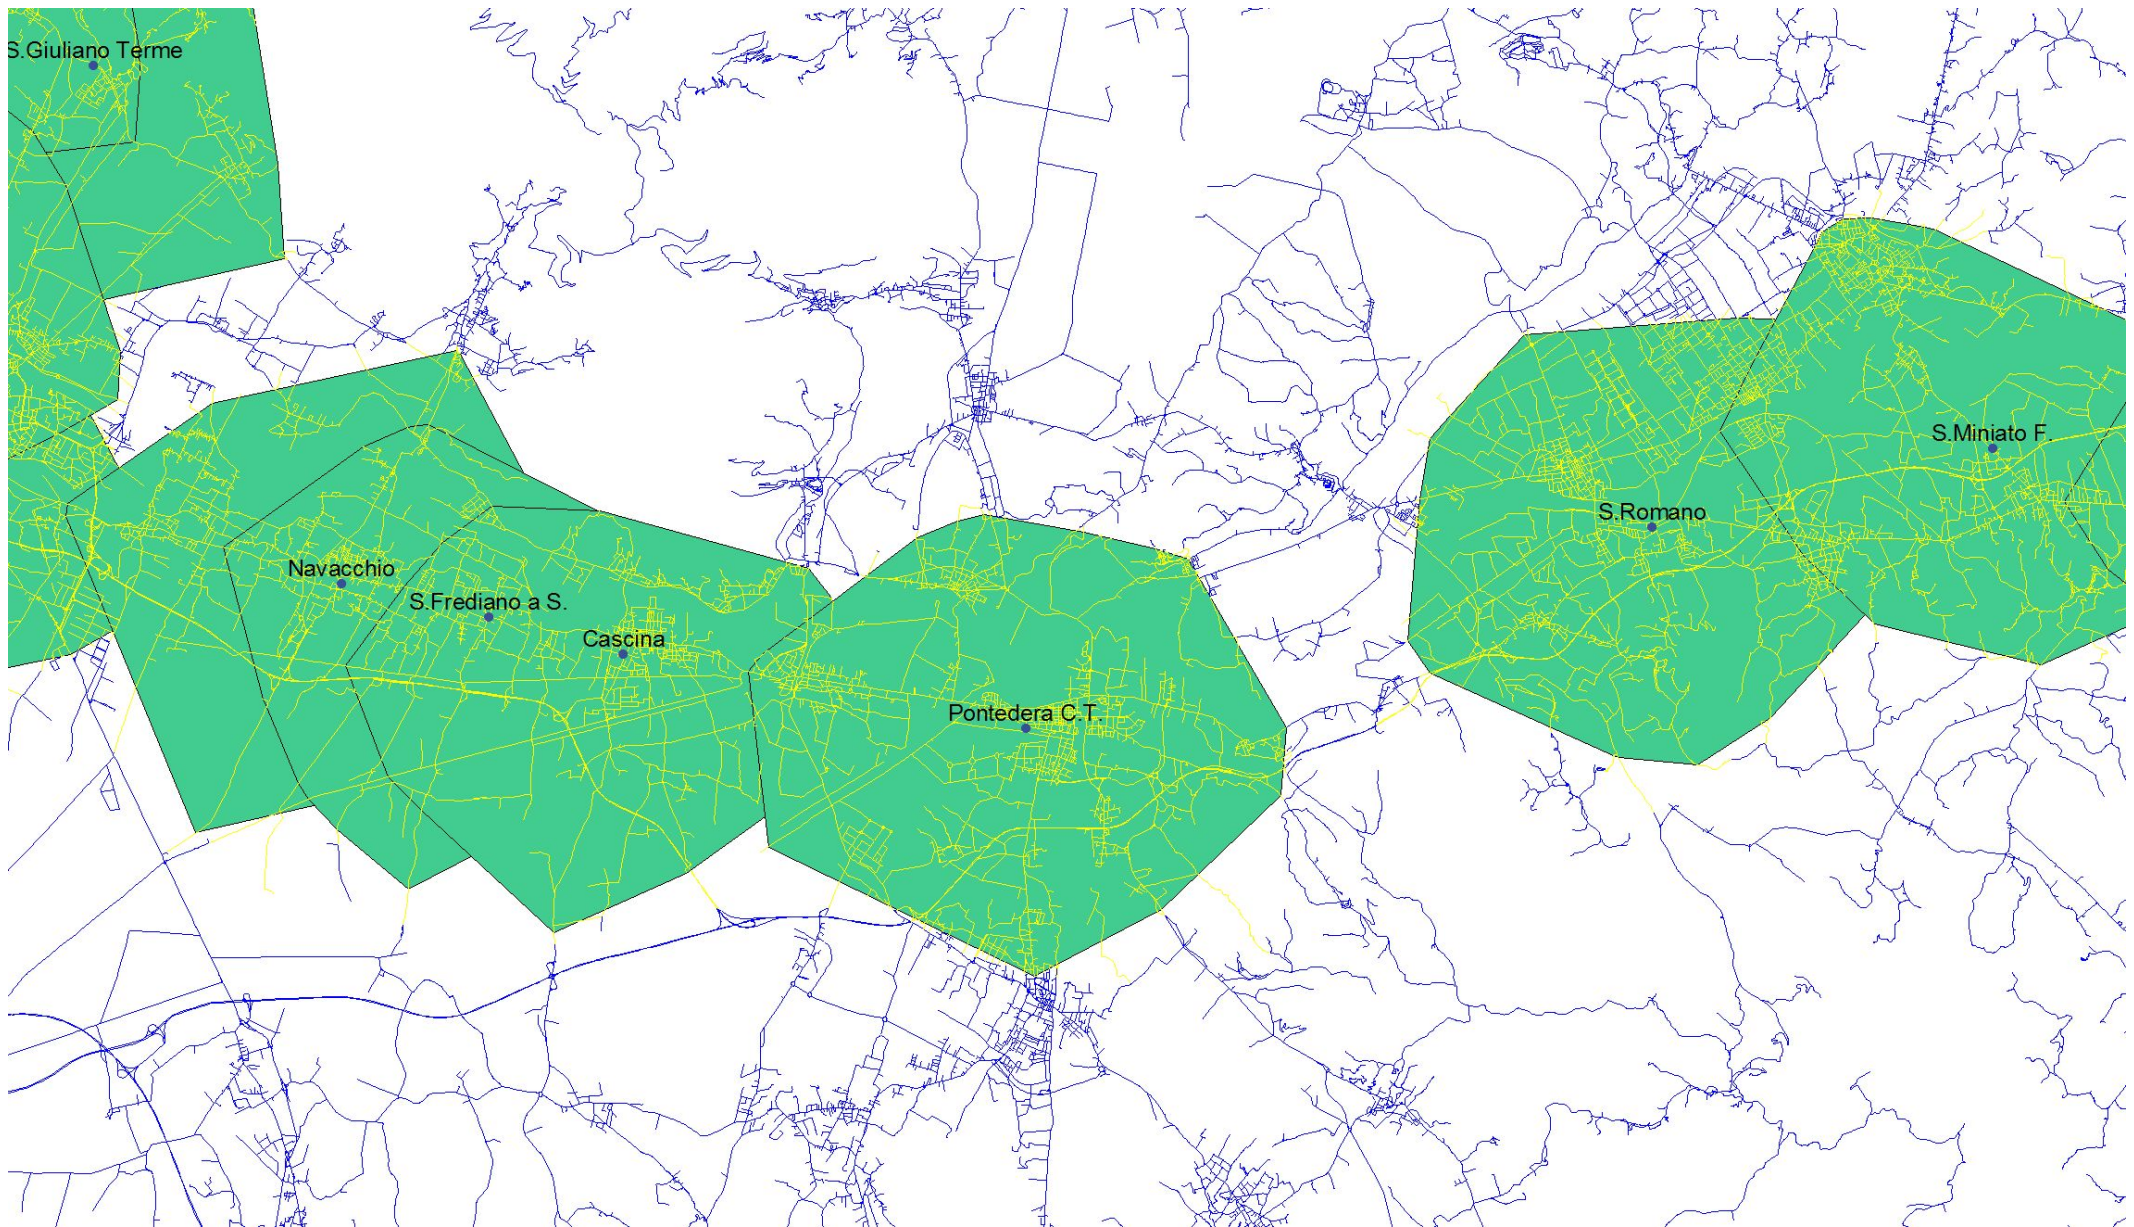 S.Giuliano Terme
S.Miniato F.
S.Romano
Navacchio
S.Frediano a S.
Cascina
Pontedera C.T.